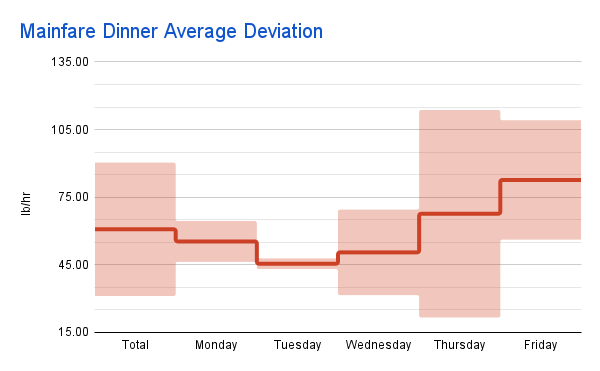 Mainfare Dinner Average Deviation
135.00
105.00
75.00
45.00
15.00
lb/hr
Total Monday Tuesday Wednesday Thursday Friday